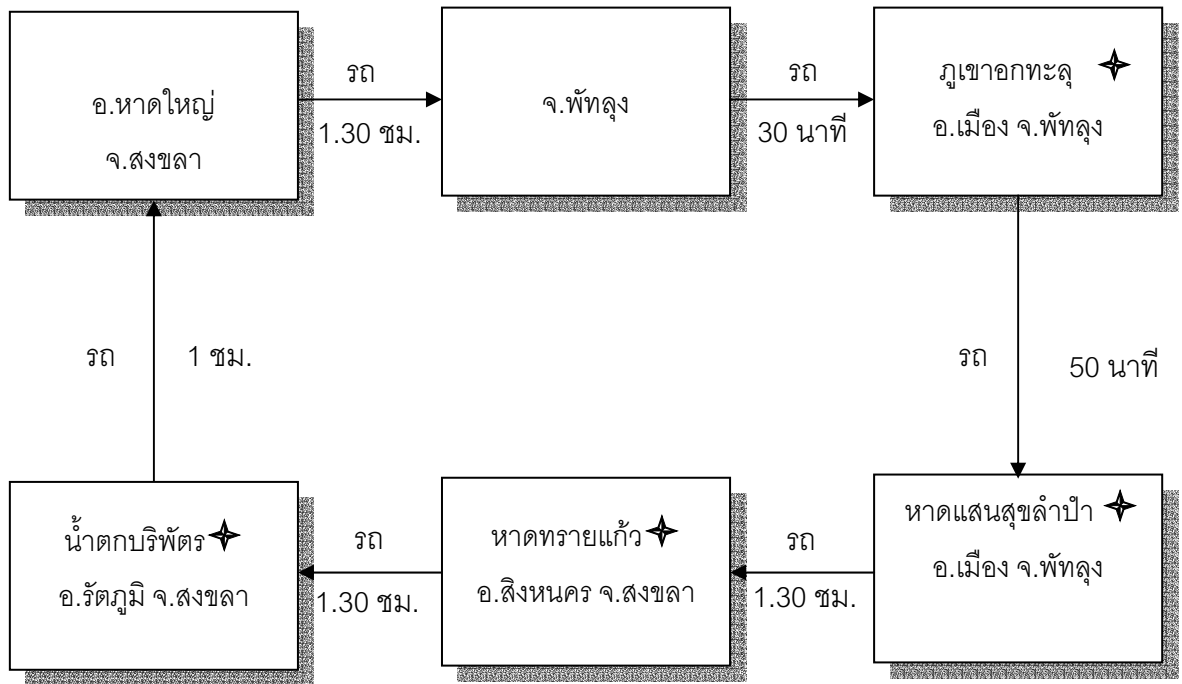 อ.หาดใหญ่
จ.สงขลา
รถ
1.30 ชม.
จ.พัทลุง
รถ
30 นาที
ภูเขาอกทะลุ
อ.เมือง จ.พัทลุง
รถ
50 นาที
หาดแสนสุขลำปำ
อ.เมือง จ.พัทลุง
รถ
1.30 ชม.
หาดทรายแก้ว
อ.สิงหนคร จ.สงขลา
รถ
1.30 ชม.
น้ำตกบริพัตร
อ.รัตภูมิ จ.สงขลา
รถ
1 ชม.